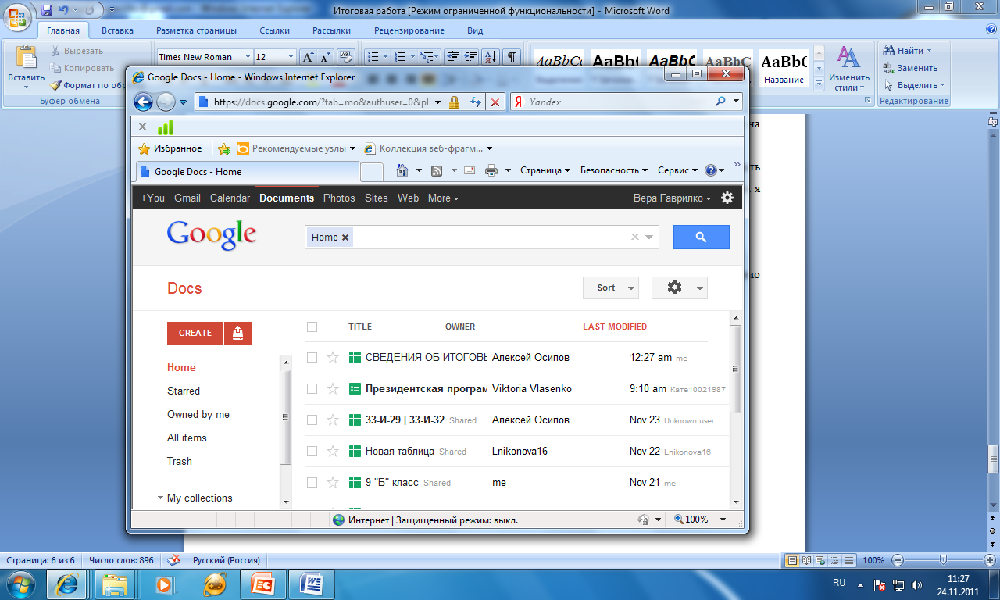 Итоговая работа [Режим ограниченной функциональности] - Microsoft Word
Главная Вставка Разметка страницы Ссылки Рассылки Рецензирование Вид
Вставить
Вырезать
Копировать
Формат по обр
Буфер обмена
Times New Roman 12
Название
Изменить стили
Найти
Заменить
Выделить
Редактирование
Google Docs - Home - Windows Internet Explorer
https://docs.google.com/?tab=mo&authuser=0&pl
Yandex
Избранное Рекомендуемые узлы Коллекция веб-фрагм...
Google Docs - Home
Страница Безопасность Сервис
+You Gmail Calendar Documents Photos Sites Web More Вера Гаврилко
Google
Home
Docs
Sort
CREATE
Home
Starred
Owned by me
All items
Trash
My collections
TITLE OWNER LAST MODIFIED
СВЕДЕНИЯ ОБ ИТОГОВЫ Алексей Осипов 12:27 am me
Президентская програм Viktoria Vlasenko 9:10 am Кате10021987
33-И-29 | 33-И-32 Shared Алексей Осипов Nov 23 Unknown user
Новая таблица Shared Lnikonova16 Nov 22 Lnikonova16
9 "Б" класс Shared me Nov 21 me
Интернет | Защищенный режим: выкл.
100%
на
я
Страница: 6 из 6 Число слов: 896 Русский (Россия)
100%
RU
11:27
24.11.2011